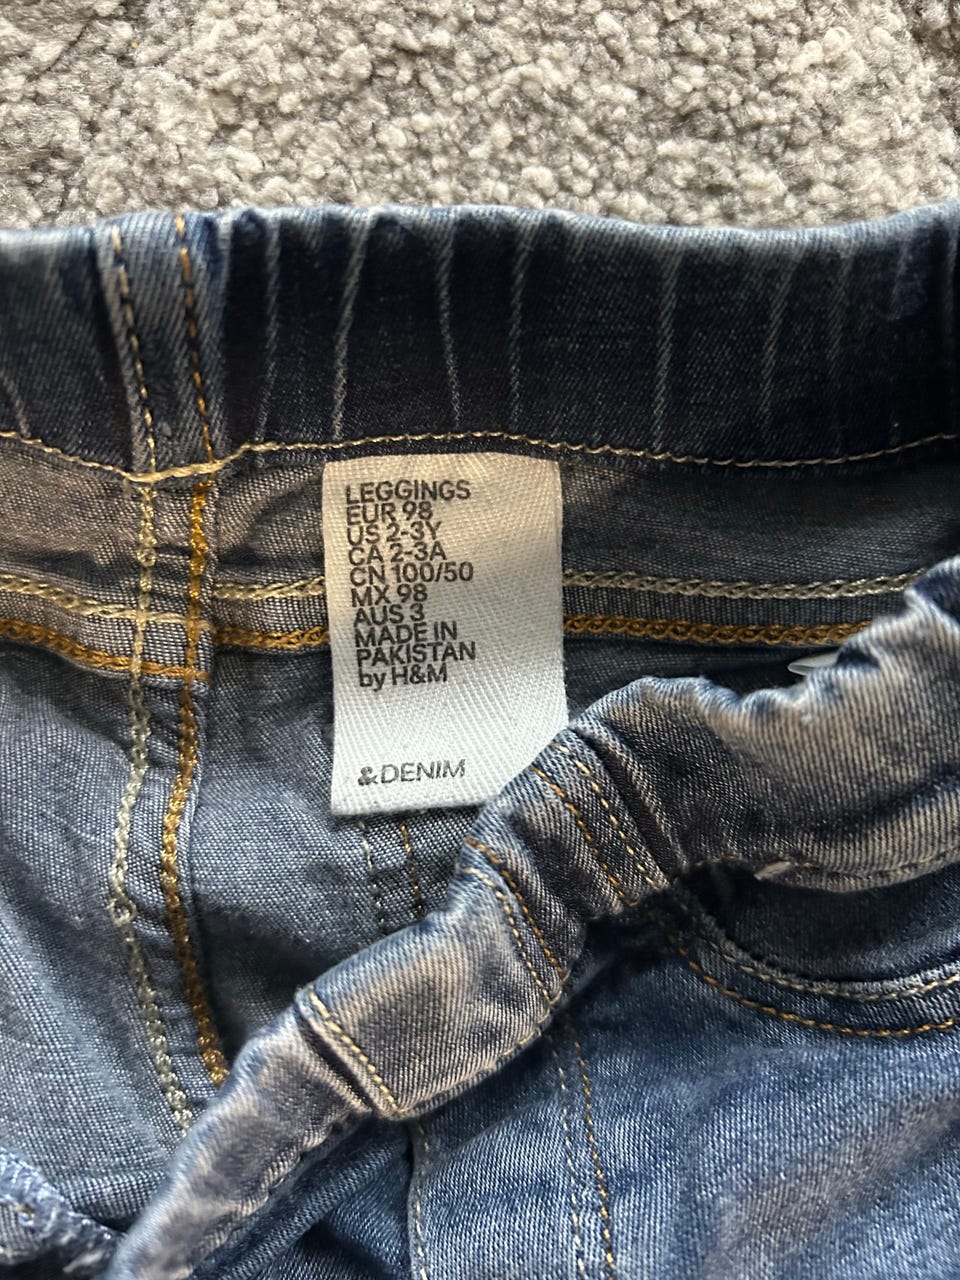 LEGGINGS
EUR 98
US 2-3Y
CA 2-3A
CN 100/50
MX 98
AUS 3
MADE IN
PAKISTAN
by H&M
&DENIM